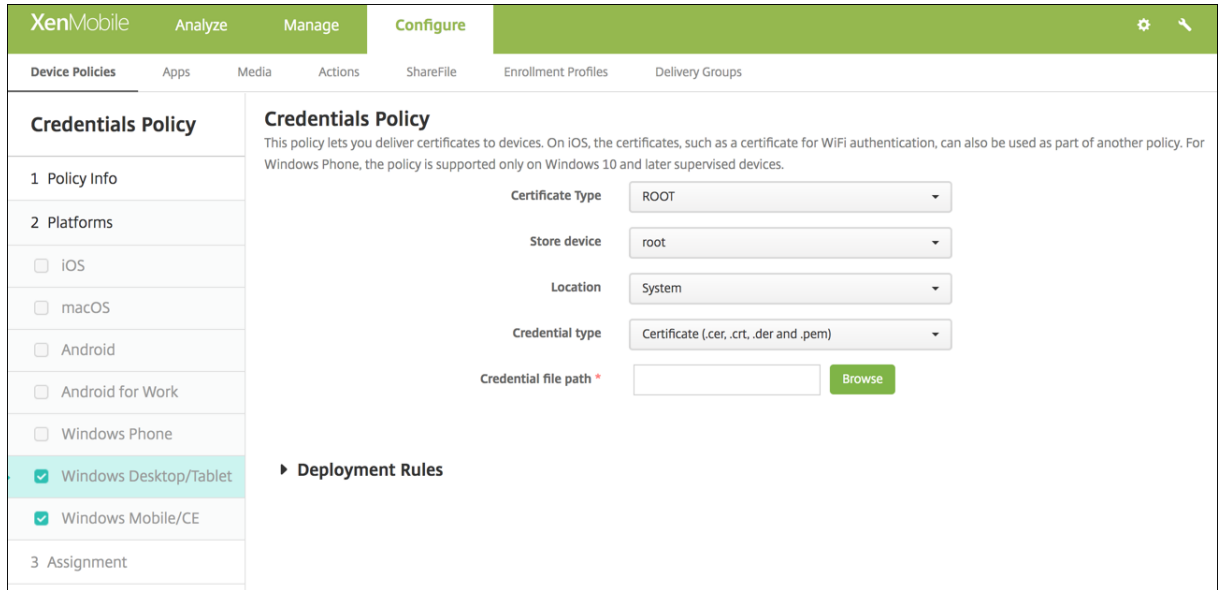 XenMobile Analyze Manage Configure
Device Policies Apps Media Actions ShareFile Enrollment Profiles Delivery Groups
Credentials Policy
1 Policy Info
2 Platforms
iOS
macOS
Android
Android for Work
Windows Phone
Windows Desktop/Tablet
Windows Mobile/CE
3 Assignment
Credentials Policy
This policy lets you deliver certificates to devices. On iOS, the certificates, such as a certificate for WiFi authentication, can also be used as part of another policy. For
Windows Phone, the policy is supported only on Windows 10 and later supervised devices.
Certificate Type ROOT
Store device root
Location System
Credential type Certificate (.cer, .crt, .der and .pem)
Credential file path * Browse
Deployment Rules